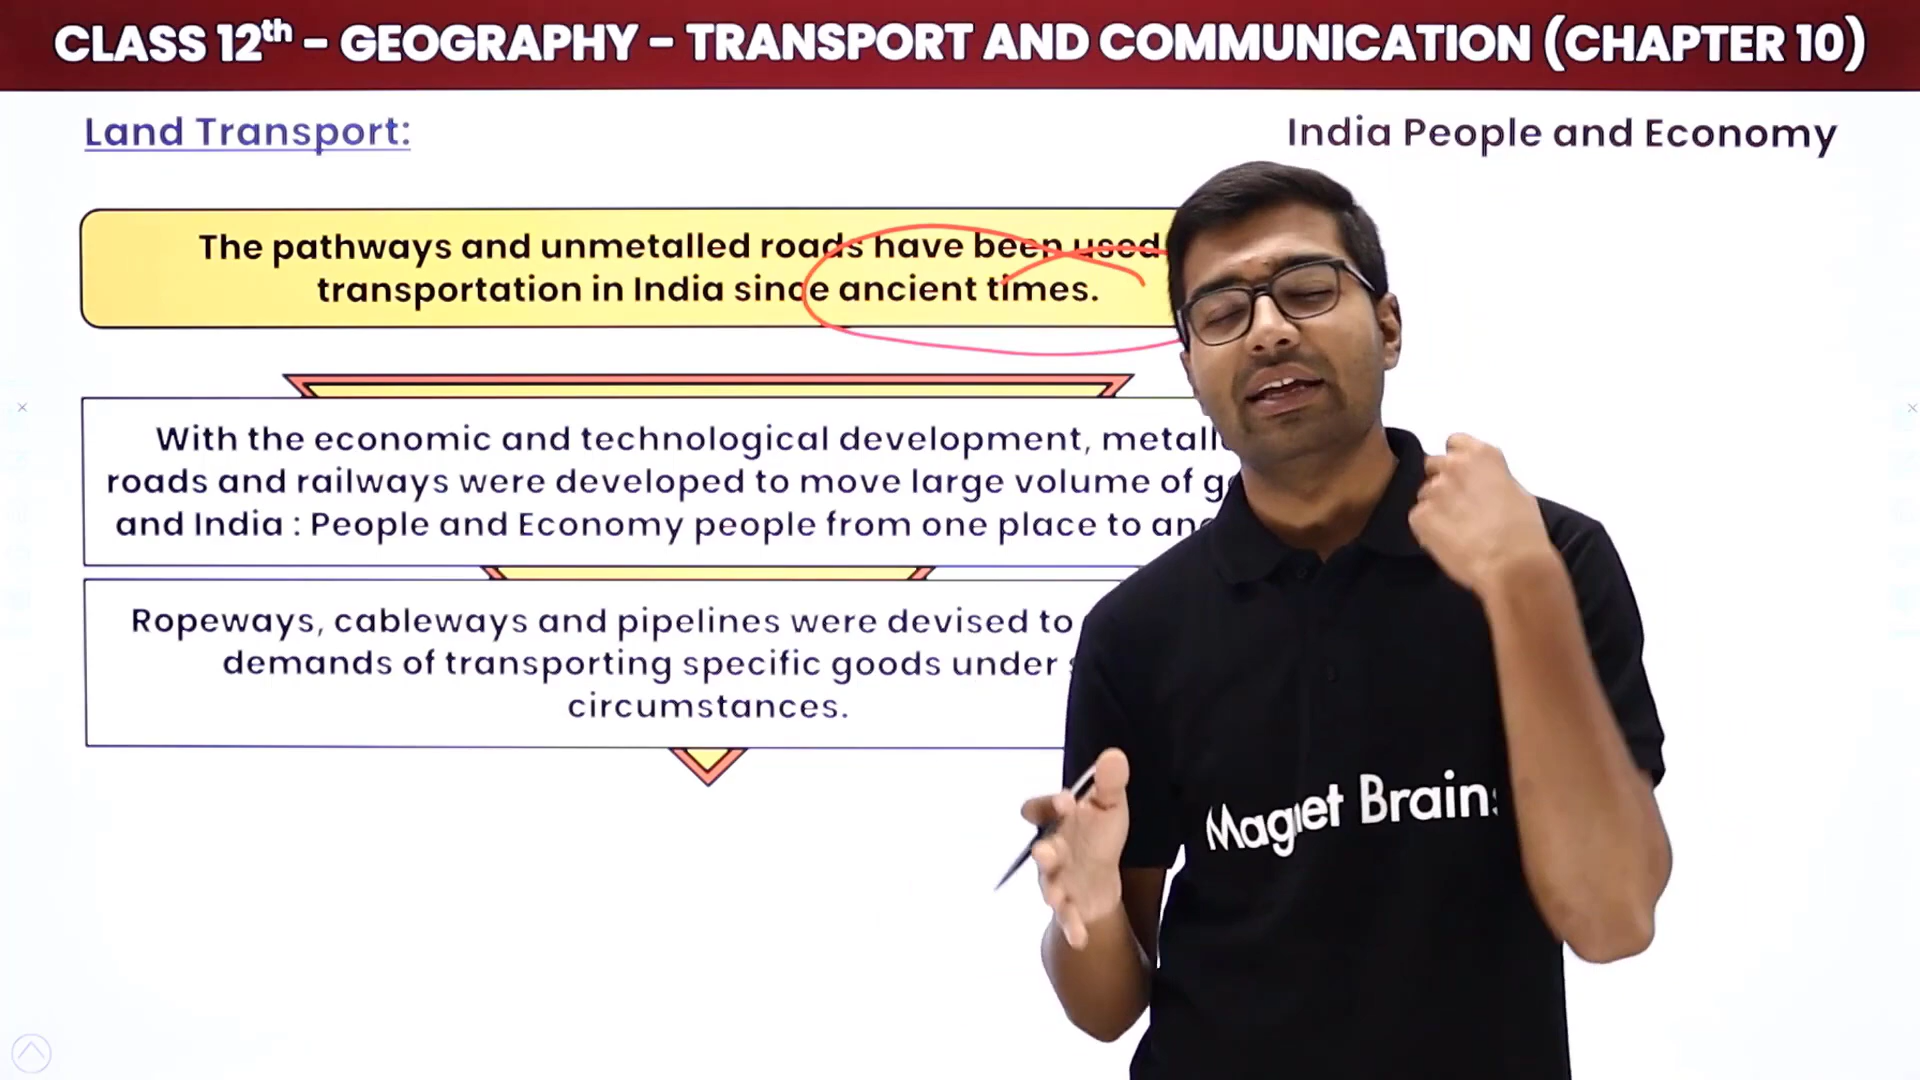 CLASS 12th - GEOGRAPHY - TRANSPORT AND COMMUNICATION (CHAPTER 10)
Land Transport:
India People and Economy
The pathways and unmetalled roads have been used
transportation in India since ancient times.
With the economic and technological development,
roads and railways were developed to move large volume of
and India : People and Economy people from one place to
Ropeways, cableways and pipelines were devised to
demands of transporting specific goods under
circumstances.
Magnet Brains